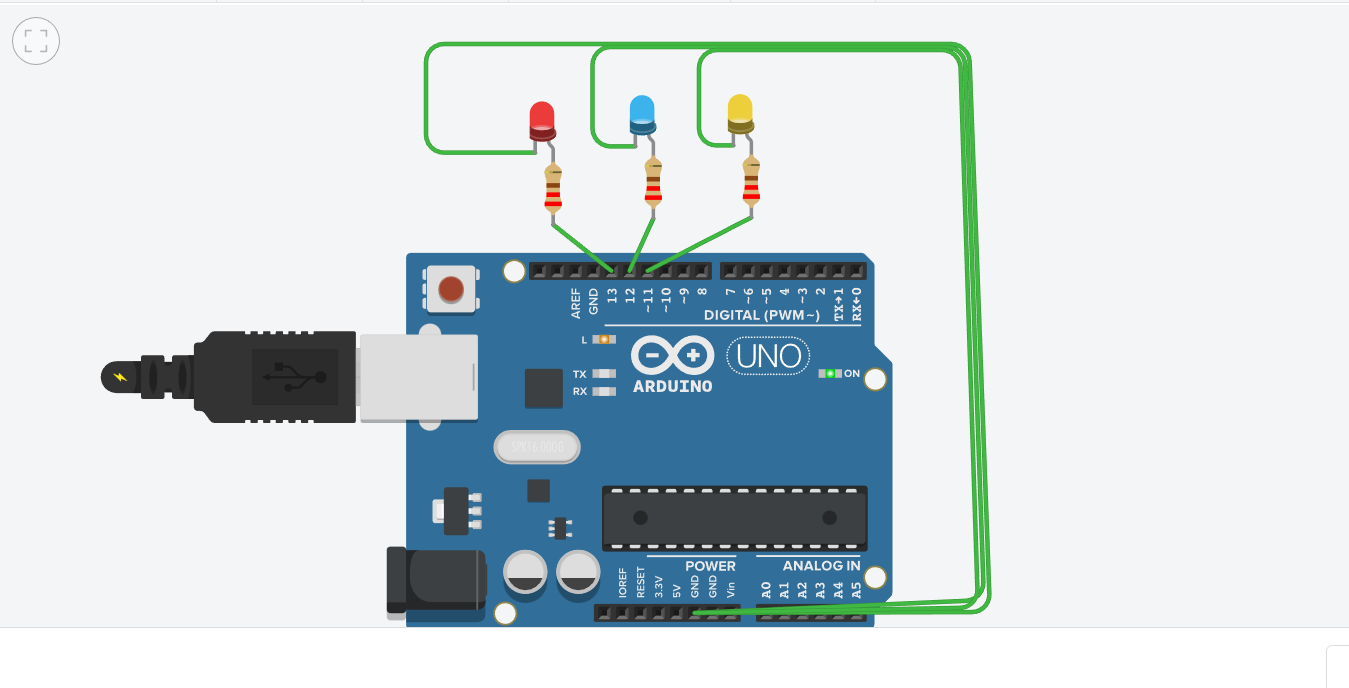 AREF
GND
13
12
~11
~10
~9
8
7
~6
~5
4
~3
2
TX→1
RX←0
DIGITAL (PWM~)
L
TX
RX
ARDUINO
UNO
ON
SPK16.000G
POWER
ANALOG IN
IOREF
RESET
3.3V
5V
GND
GND
Vin
A0
A1
A2
A3
A4
A5